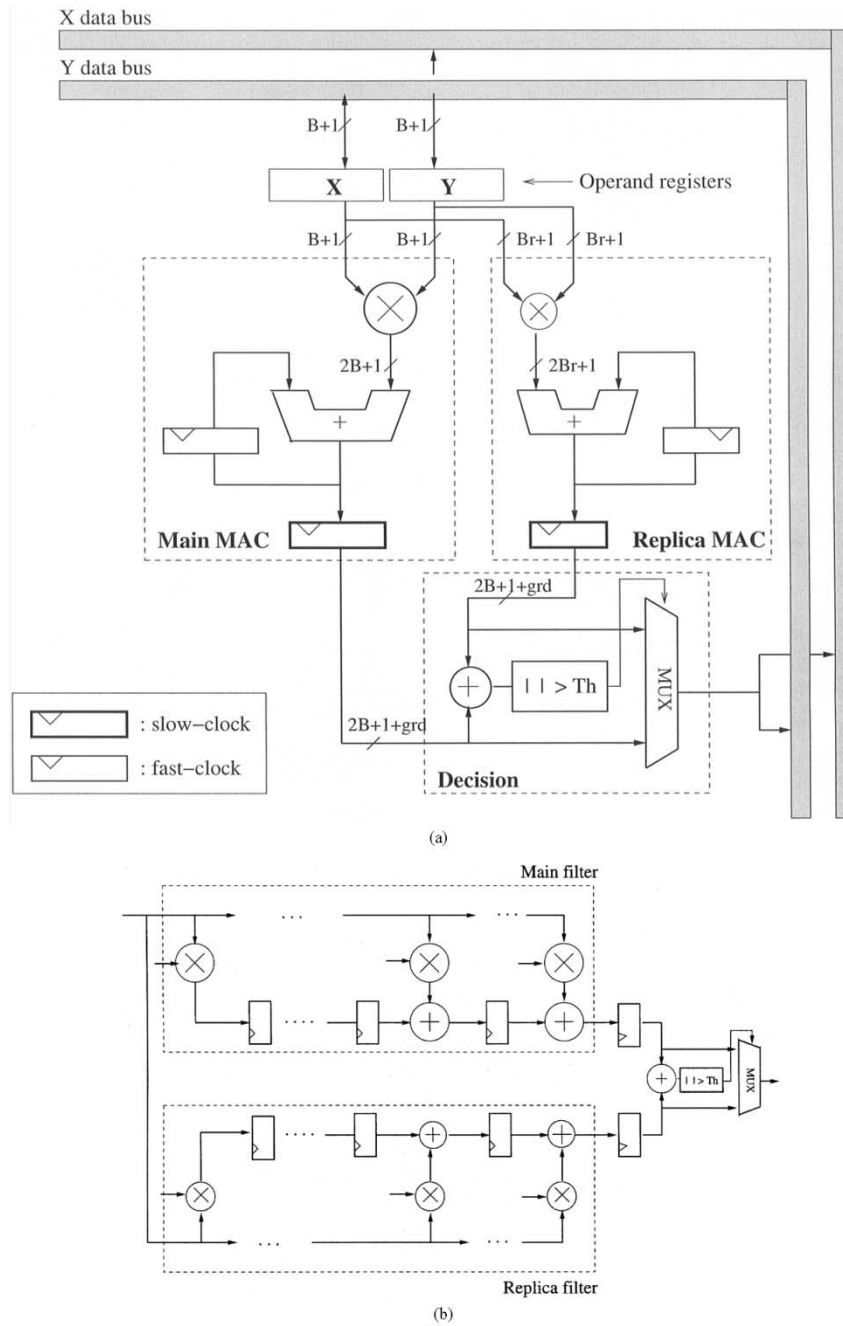 X data bus
Y data bus
B+1
B+1
X
Y
Operand registers
B+1
B+1
Br+1
Br+1
2B+1
2Br+1
+
+
Main MAC
Replica MAC
2B+1+grd
+
| | > Th
MUX
2B+1+grd
Decision
: slow−clock
: fast−clock
(a)
Main filter
. . .
. . .
. . . .
. . . .
+
+
+
| | > Th
MUX
. . . .
. . . .
+
+
. . .
. . .
Replica filter
(b)